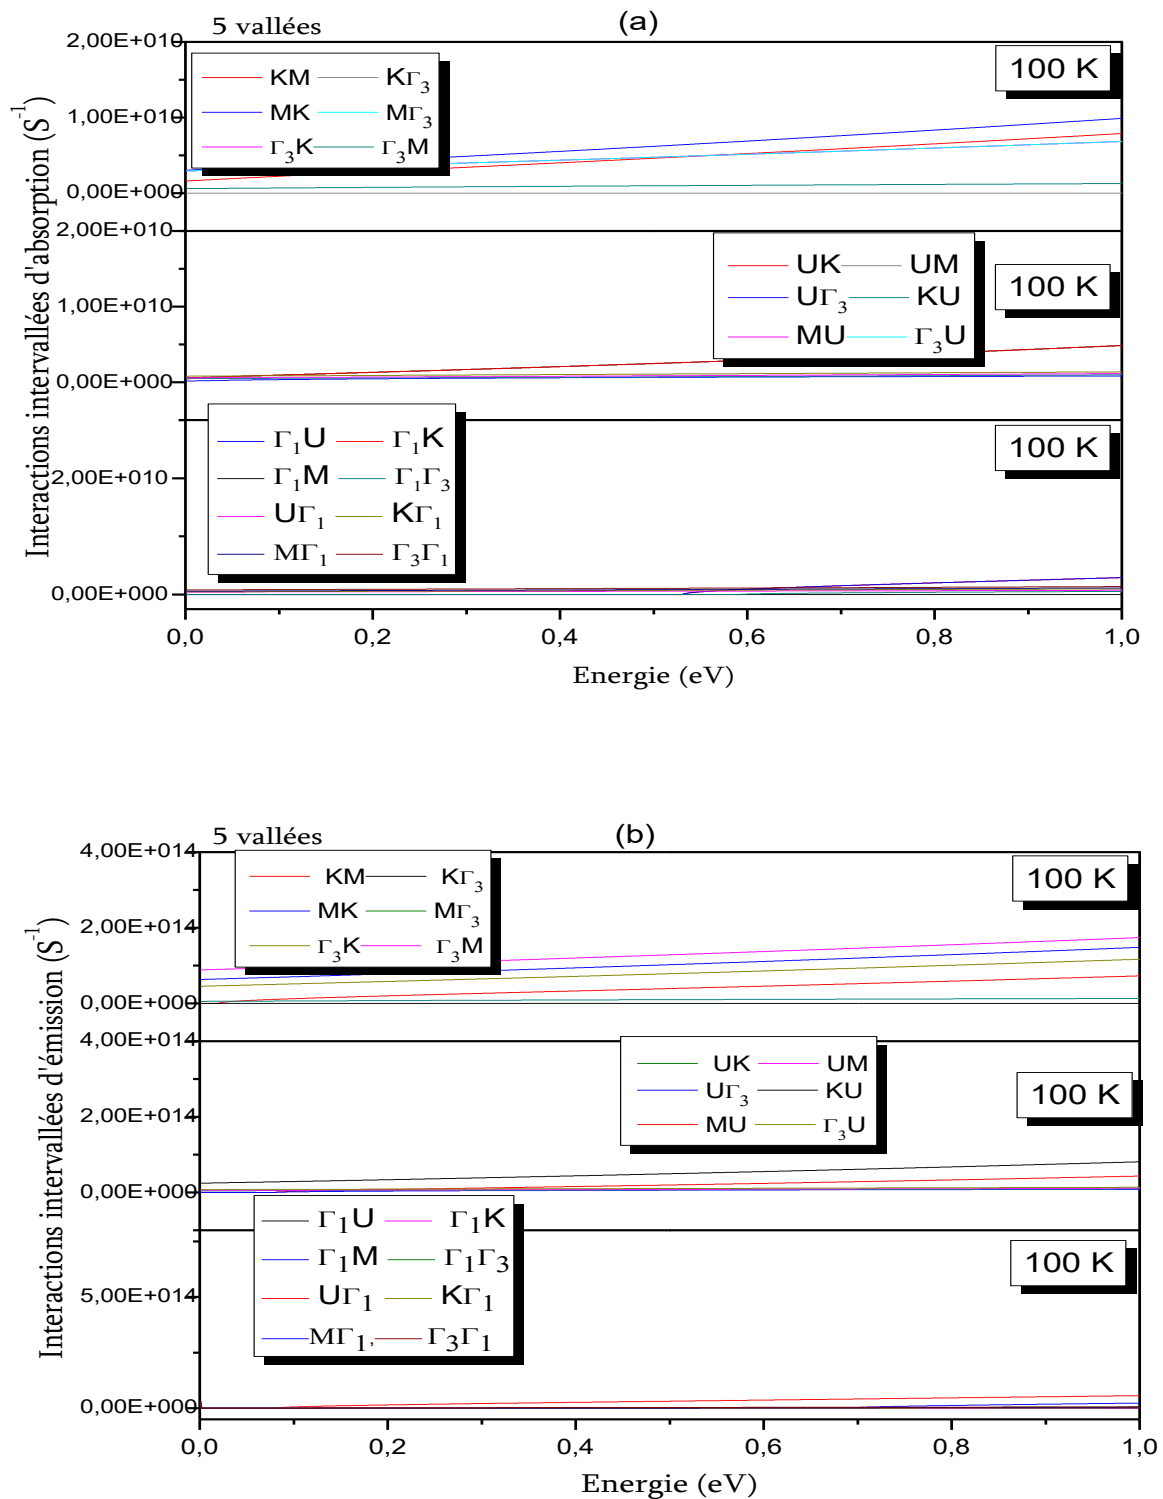 5 vallées (a)
Interactions intervallées d'absorption (S⁻¹)
2,00E+010
1,00E+010
0,00E+000
KM KΓ₃
MK MΓ₃
Γ₃K Γ₃M
100 K
2,00E+010
1,00E+010
0,00E+000
UK UM
UΓ₃ KU
MU Γ₃U
100 K
2,00E+010
0,00E+000
Γ₁U Γ₁K
Γ₁M Γ₁Γ₃
UΓ₁ KΓ₁
MΓ₁ Γ₃Γ₁
100 K
0,0 0,2 0,4 0,6 0,8 1,0
Energie (eV)
5 vallées (b)
Interactions intervallées d'émission (S⁻¹)
4,00E+014
2,00E+014
0,00E+000
KM KΓ₃
MK MΓ₃
Γ₃K Γ₃M
100 K
4,00E+014
2,00E+014
0,00E+000
UK UM
UΓ₃ KU
MU Γ₃U
100 K
5,00E+014
0,00E+000
Γ₁U Γ₁K
Γ₁M Γ₁Γ₃
UΓ₁ KΓ₁
MΓ₁, Γ₃Γ₁
100 K
0,0 0,2 0,4 0,6 0,8 1,0
Energie (eV)